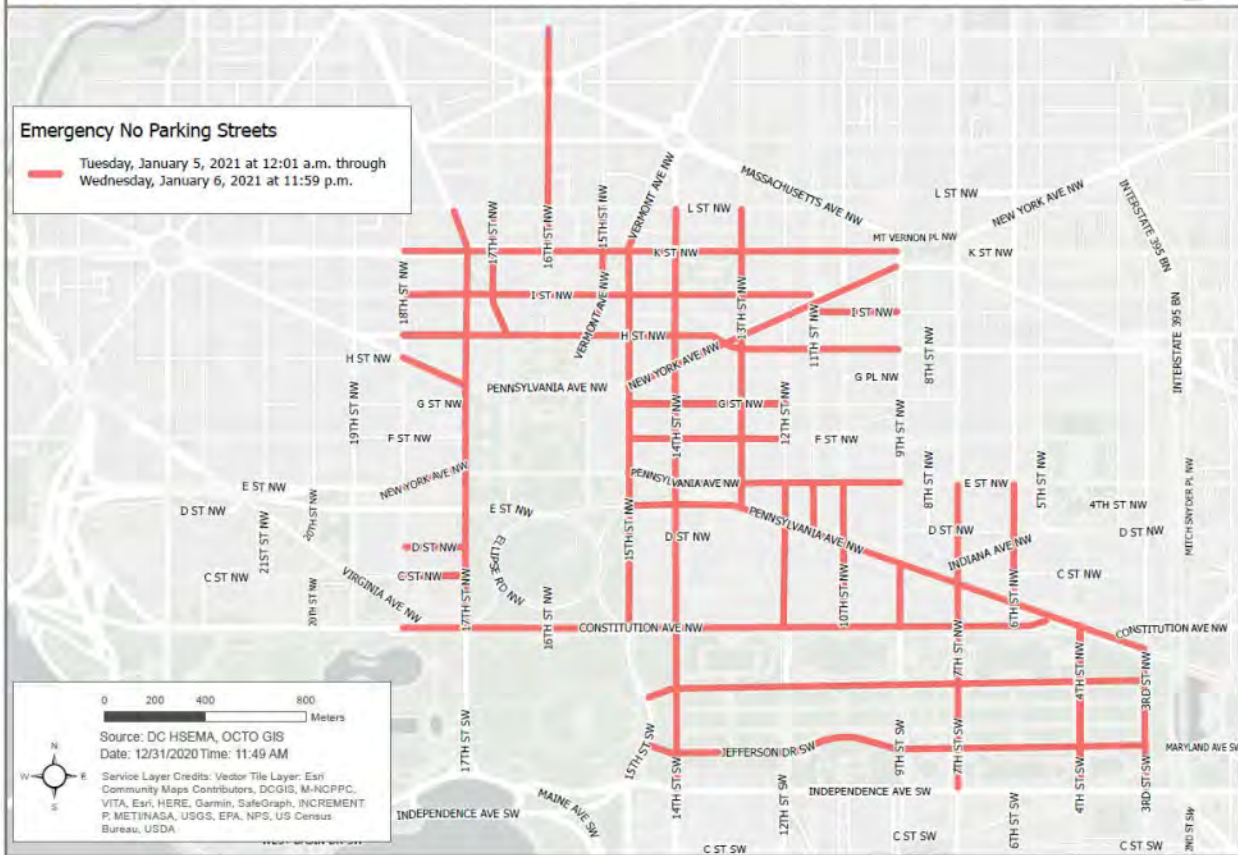 Emergency No Parking Streets
Tuesday, January 5, 2021 at 12:01 a.m. through
Wednesday, January 6, 2021 at 11:59 p.m.
MASSACHUSETTS AVE NW
L ST NW
NEW YORK AVE NW
INTERSTATE 395 BN
VERMONT AVE NW
L ST NW
15TH ST NW
17TH ST NW
16TH ST NW
MT VERNON PL NW
K ST NW
K ST NW
18TH ST NW
I ST NW
VERMONT AVE NW
13TH ST NW
I ST NW
INTERSTATE 395 BN
H ST NW
11TH ST NW
8TH ST NW
H ST NW
NEW YORK AVE NW
PENNSYLVANIA AVE NW
G PL NW
19TH ST NW
G ST NW
G ST NW
14TH ST NW
12TH ST NW
9TH ST NW
F ST NW
F ST NW
NEW YORK AVE NW
PENNSYLVANIA AVE NW
8TH ST NW
E ST NW
5TH ST NW
MITCH SNYDER PL NW
E ST NW
D ST NW
20TH ST NW
21ST ST NW
E ST NW
15TH ST NW
D ST NW
PENNSYLVANIA AVE NW
D ST NW
INDIANA AVE NW
4TH ST NW
D ST NW
D ST NW
ELIPSE RD NW
C ST NW
C ST NW
C ST NW
VIRGINIA AVE NW
20TH ST NW
17TH ST NW
16TH ST NW
10TH ST NW
6TH ST NW
CONSTITUTION AVE NW
CONSTITUTION AVE NW
7TH ST NW
4TH ST NW
3RD ST NW
17TH ST SW
15TH ST SW
JEFFERSON DR SW
9TH ST SW
7TH ST SW
MARYLAND AVE SW
14TH ST SW
12TH ST SW
INDEPENDENCE AVE SW
4TH ST SW
3RD ST SW
MAINE AVE SW
INDEPENDENCE AVE SW
6TH ST SW
2ND ST SW
C ST SW
C ST SW
C ST SW
0 200 400 800
Meters
Source: DC HSEMA, OCTO GIS
Date: 12/31/2020 Time: 11:49 AM
N
W E
S
Service Layer Credits: Vector Tile Layer: Esri
Community Maps Contributors, DCGIS, M-NCPPC,
VITA, Esri, HERE, Garmin, SafeGraph, INCREMENT
P, METI/NASA, USGS, EPA, NPS, US Census
Bureau, USDA